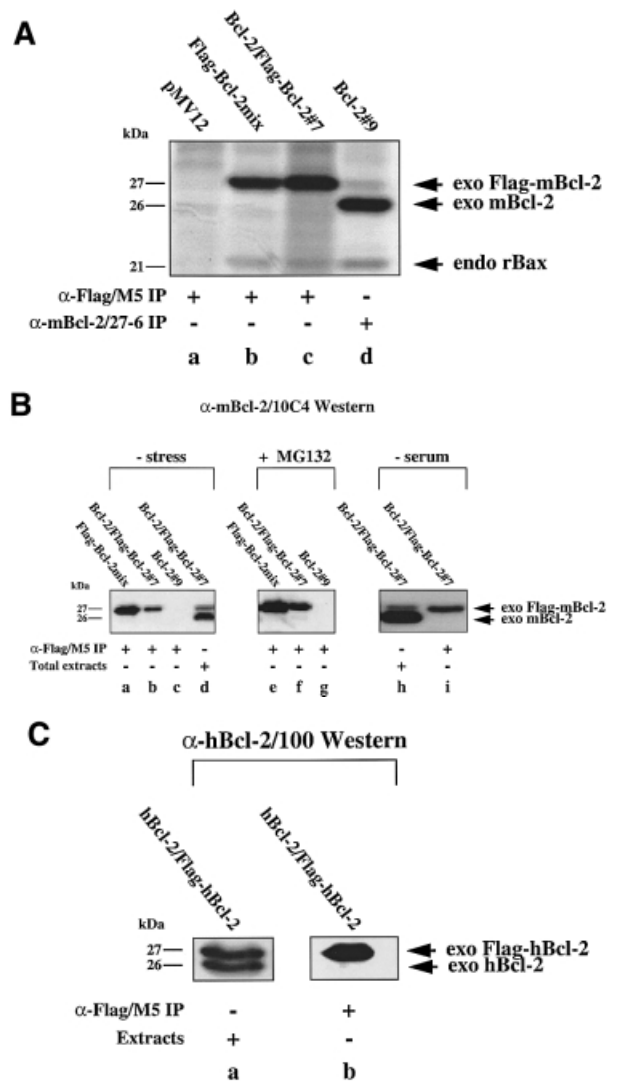 A
pMV12
Flag-Bcl-2mix
Bcl-2/Flag-Bcl-2#7
Bcl-2#9
kDa
27
26
21
exo Flag-mBcl-2
exo mBcl-2
endo rBax
α-Flag/M5 IP + + + -
α-mBcl-2/27-6 IP - - - +
a b c d
B
α-mBcl-2/10C4 Western
- stress + MG132 - serum
Flag-Bcl-2mix
Bcl-2/Flag-Bcl-2#7
Bcl-2#9
Bcl-2/Flag-Bcl-2#7
Flag-Bcl-2mix
Bcl-2/Flag-Bcl-2#7
Bcl-2#9
Bcl-2/Flag-Bcl-2#7
Bcl-2/Flag-Bcl-2#7
kDa
27
26
exo Flag-mBcl-2
exo mBcl-2
α-Flag/M5 IP + + + - + + + - +
Total extracts - - - + - - - + -
a b c d e f g h i
C
α-hBcl-2/100 Western
hBcl-2/Flag-hBcl-2
hBcl-2/Flag-hBcl-2
kDa
27
26
exo Flag-hBcl-2
exo hBcl-2
α-Flag/M5 IP - +
Extracts + -
a b